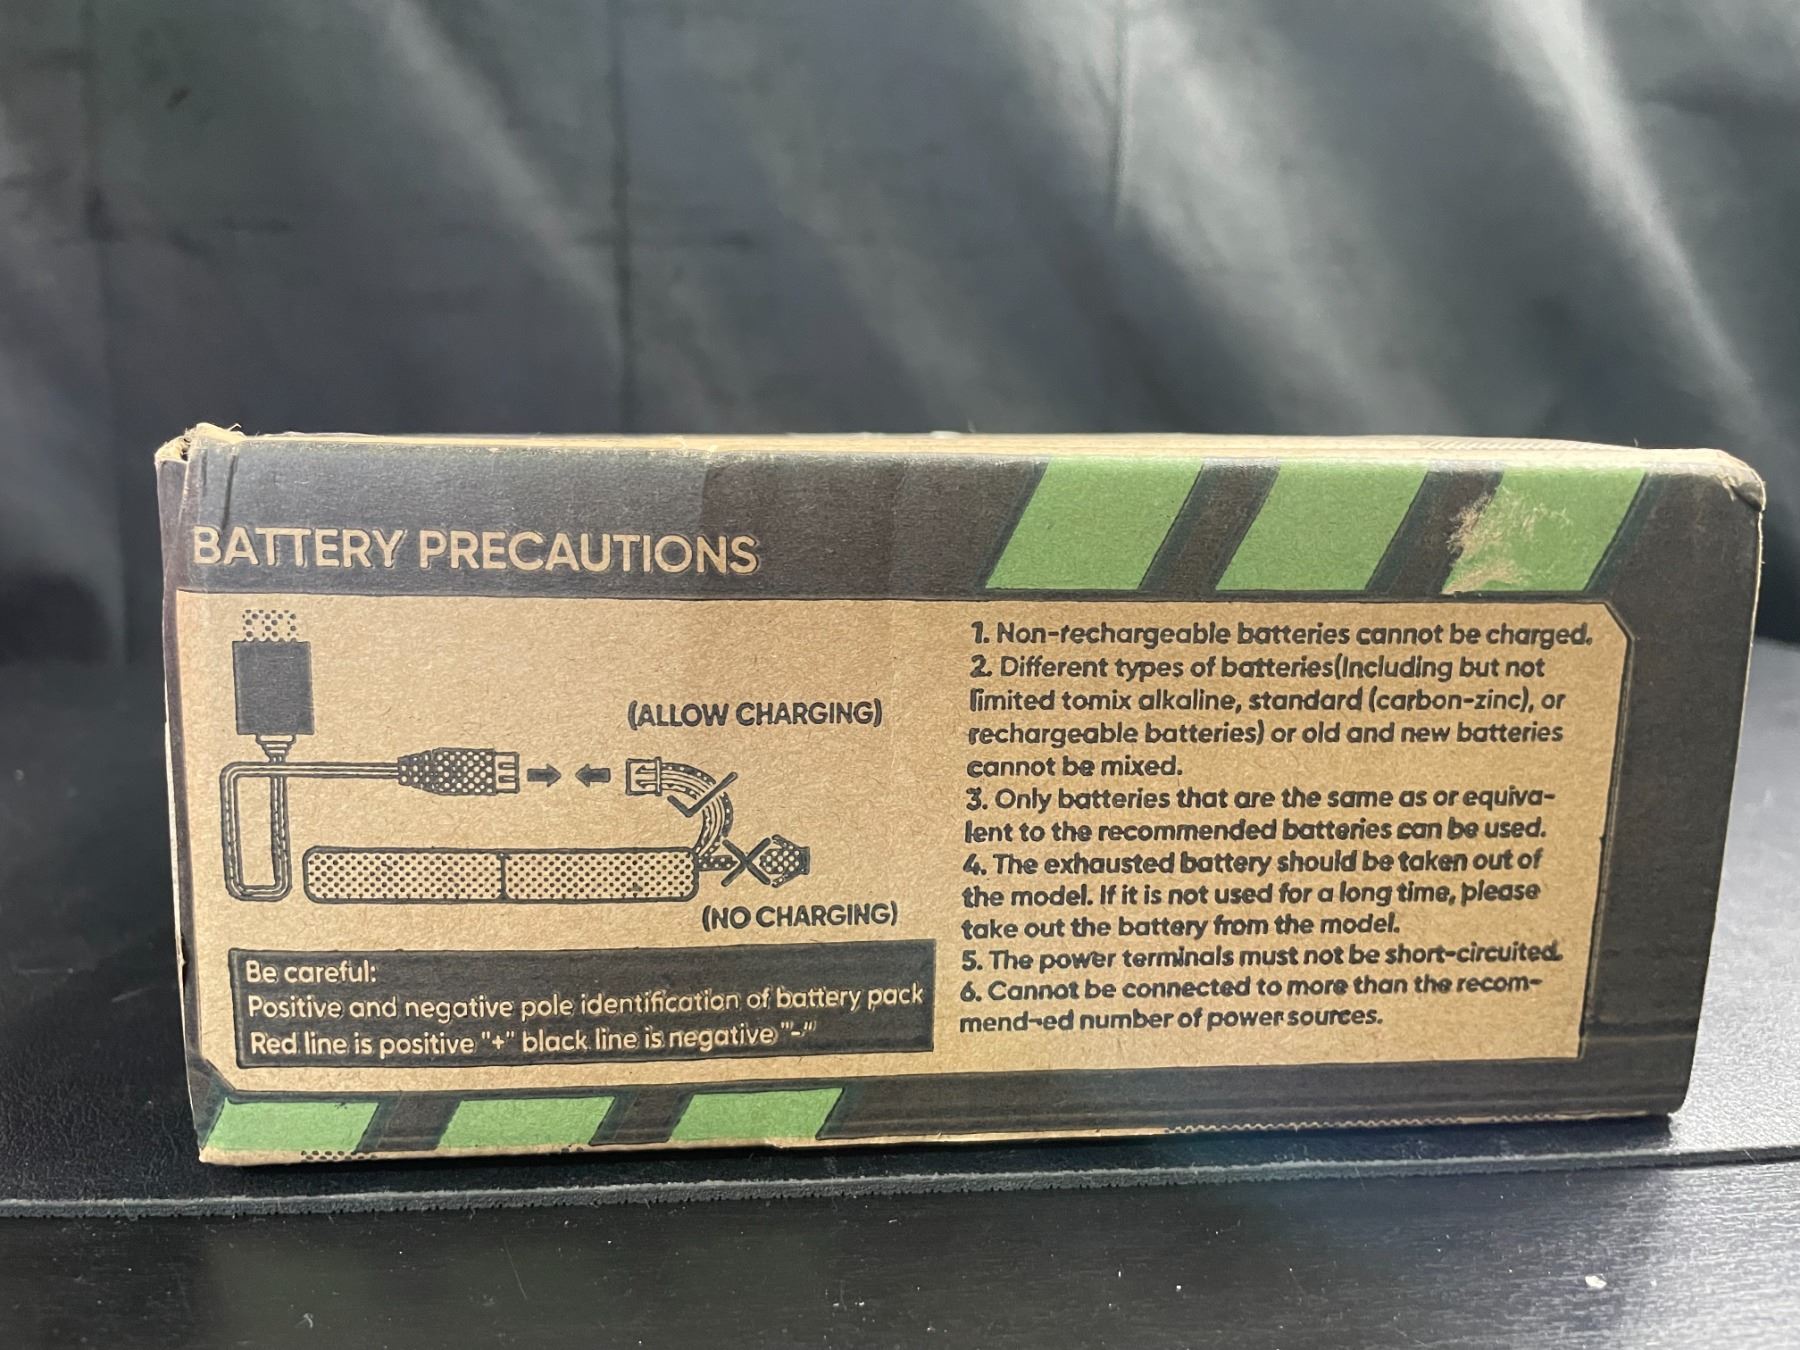 BATTERY PRECAUTIONS
(ALLOW CHARGING)
(NO CHARGING)
Be careful:
Positive and negative pole identification of battery pack
Red line is positive "+" black line is negative "-"
1. Non-rechargeable batteries cannot be charged.
2. Different types of batteries(Including but not
limited tomix alkaline, standard (carbon-zinc), or
rechargeable batteries) or old and new batteries
cannot be mixed.
3. Only batteries that are the same as or equiva-
lent to the recommended batteries can be used.
4. The exhausted battery should be taken out of
the model. If it is not used for a long time, please
take out the battery from the model.
5. The power terminals must not be short-circuited.
6. Cannot be connected to more than the recom-
mend-ed number of power sources.